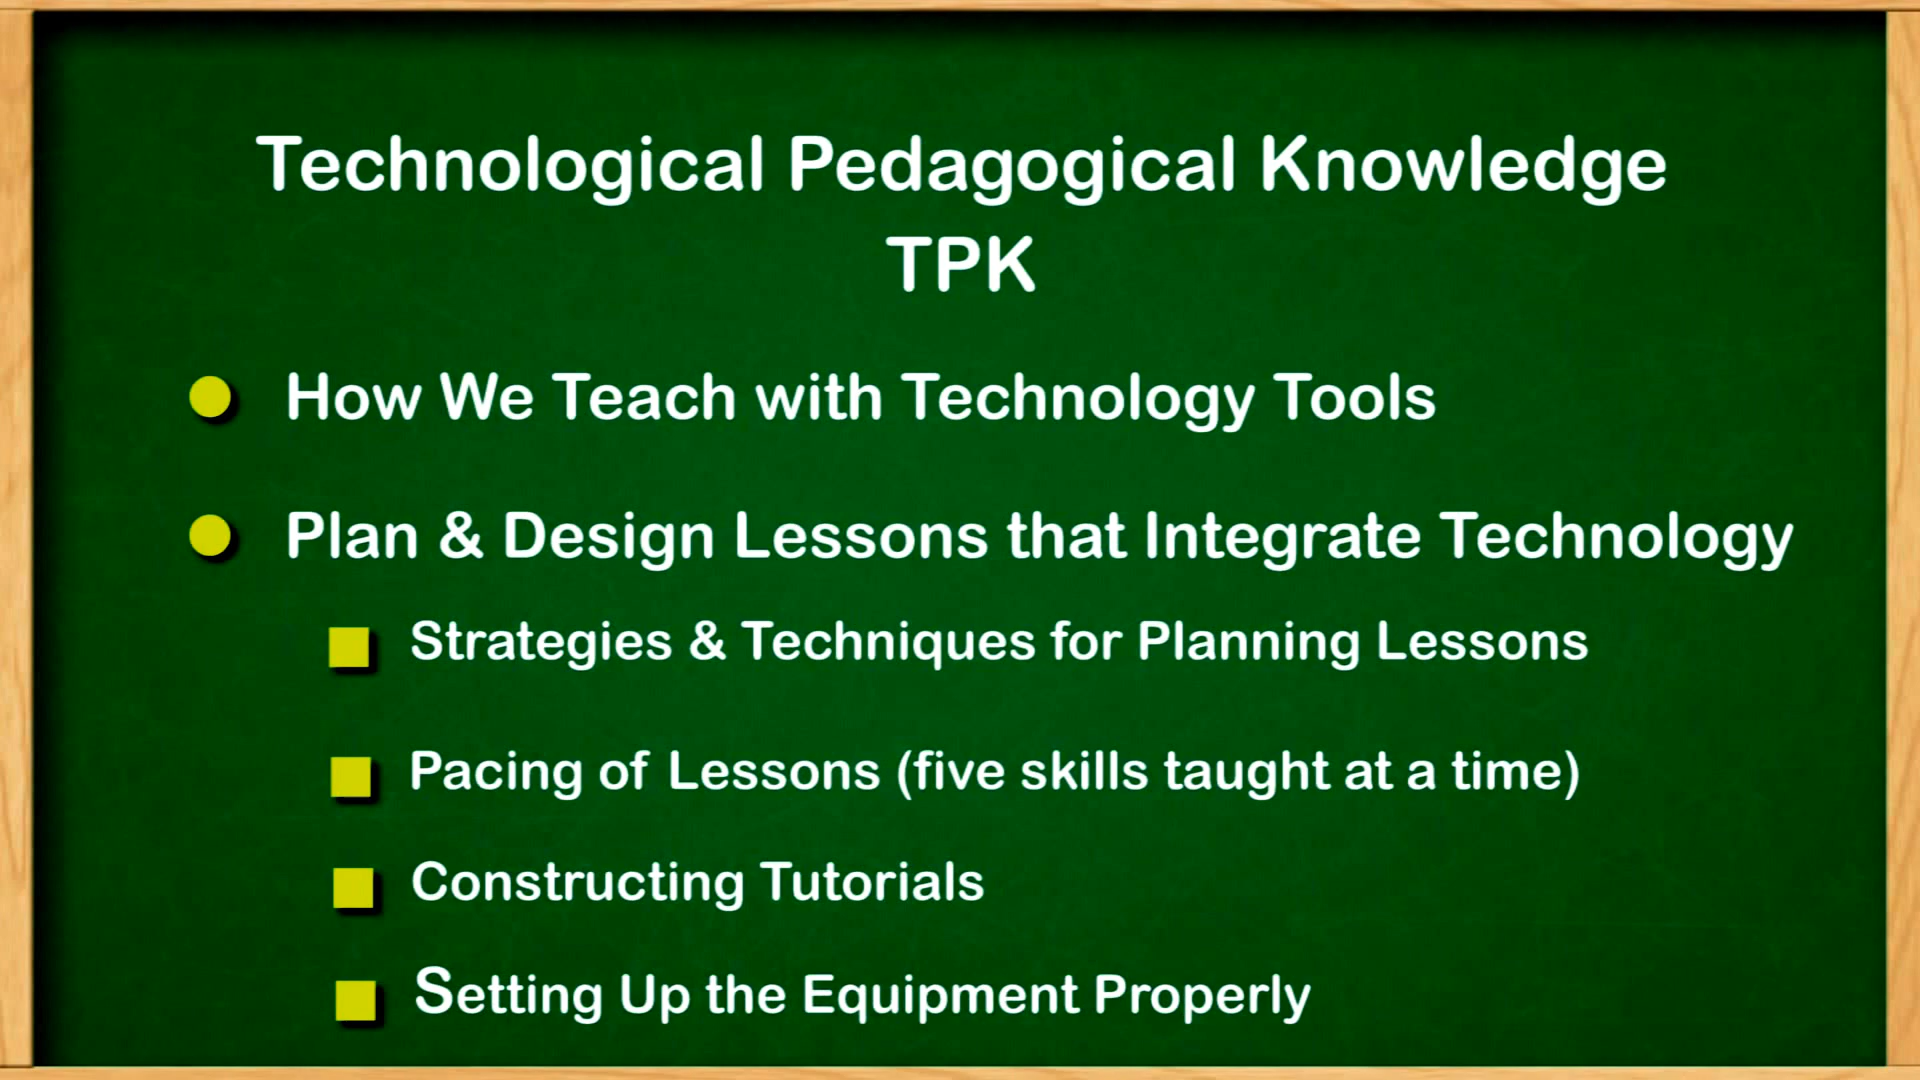 Technological Pedagogical Knowledge
TPK
How We Teach with Technology Tools
Plan & Design Lessons that Integrate Technology
Strategies & Techniques for Planning Lessons
Pacing of Lessons (five skills taught at a time)
Constructing Tutorials
Setting Up the Equipment Properly